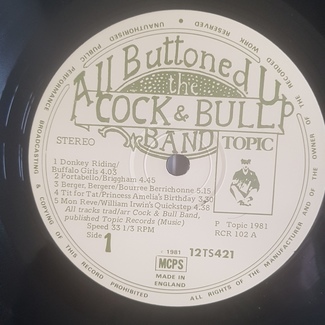 ALL RIGHTS OF THE MANUFACTURER AND OF THE OWNER OF THE RECORDED WORK RESERVED
UNAUTHORISED PUBLIC PERFORMANCE BROADCASTING & COPYING OF THIS RECORD PROHIBITED
All Buttoned Up
the
COCK & BULL
BAND
STEREO
TOPIC
1 Donkey Riding/
Buffalo Girls 4.03
2 Portabello/Briggham 4.45
3 Berger, Bergere/Bourree Berrichonne 5.15
4 Tit for Tat/Princess Amelia's Birthday 3.30
5 Mon Reve/William Irwin's Quickstep 4.38
All tracks trad/arr Cock & Bull Band,
published Topic Records (Music)
Speed 33 1/3 RPM
Side 1
P Topic 1981
RCR 102 A
© 1981
12TS421
MCPS
MADE IN
ENGLAND